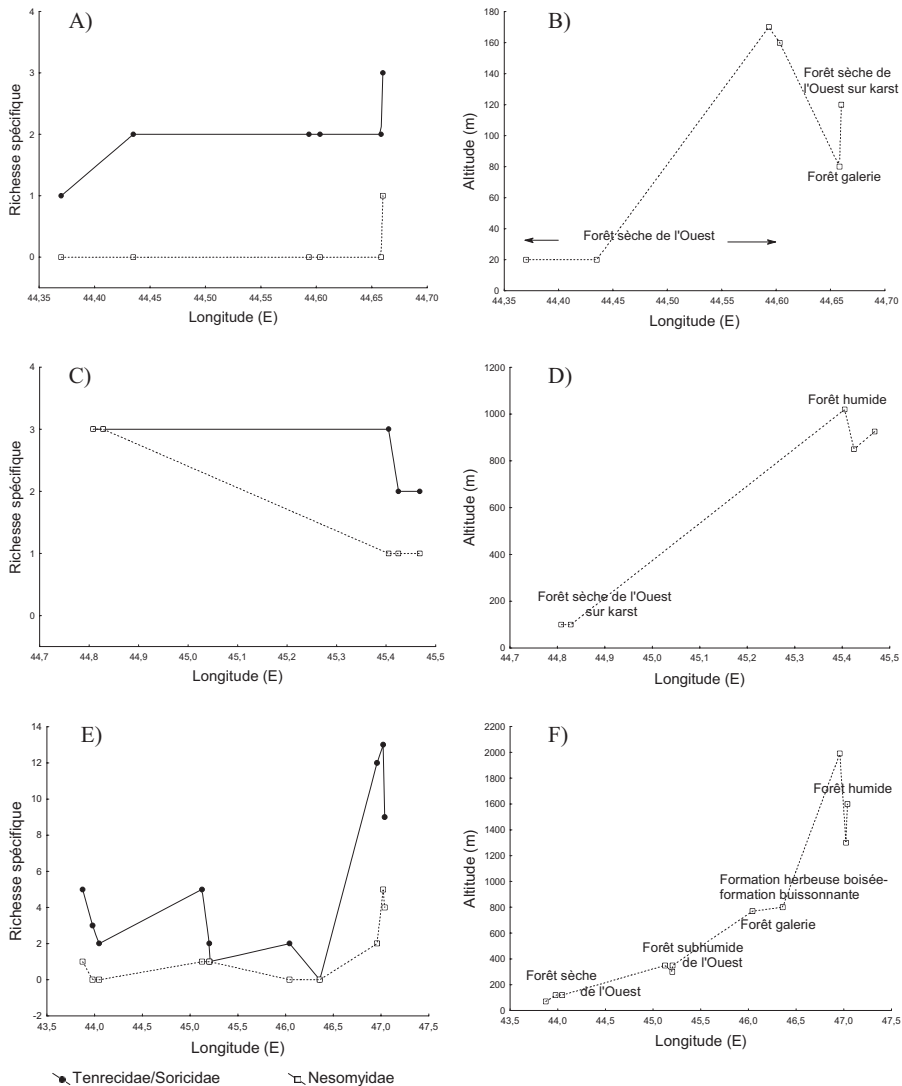 A)
Richesse spécifique
4
3
2
1
0
44,35 44,40 44,45 44,50 44,55 44,60 44,65 44,70
Longitude (E)
B)
Altitude (m)
180
160
140
120
100
80
60
40
20
0
Forêt sèche de
l'Ouest sur karst
Forêt galerie
Forêt sèche de l'Ouest
44,35 44,40 44,45 44,50 44,55 44,60 44,65 44,70
Longitude (E)
C)
Richesse spécifique
4
3
2
1
0
44,7 44,8 44,9 45,0 45,1 45,2 45,3 45,4 45,5
Longitude (E)
D)
Altitude (m)
1200
1000
800
600
400
200
0
Forêt humide
Forêt sèche de l'Ouest
sur karst
44,7 44,8 44,9 45,0 45,1 45,2 45,3 45,4 45,5
Longitude (E)
E)
Richesse spécifique
14
12
10
8
6
4
2
0
-2
43,5 44,0 44,5 45,0 45,5 46,0 46,5 47,0 47,5
Longitude (E)
F)
Altitude (m)
2200
2000
1800
1600
1400
1200
1000
800
600
400
200
0
Forêt humide
Formation herbeuse boisée-
formation buissonnante
Forêt galerie
Forêt subhumide
de l'Ouest
Forêt sèche
de l'Ouest
43,5 44,0 44,5 45,0 45,5 46,0 46,5 47,0 47,5
Longitude (E)
Tenrecidae/Soricidae
Nesomyidae